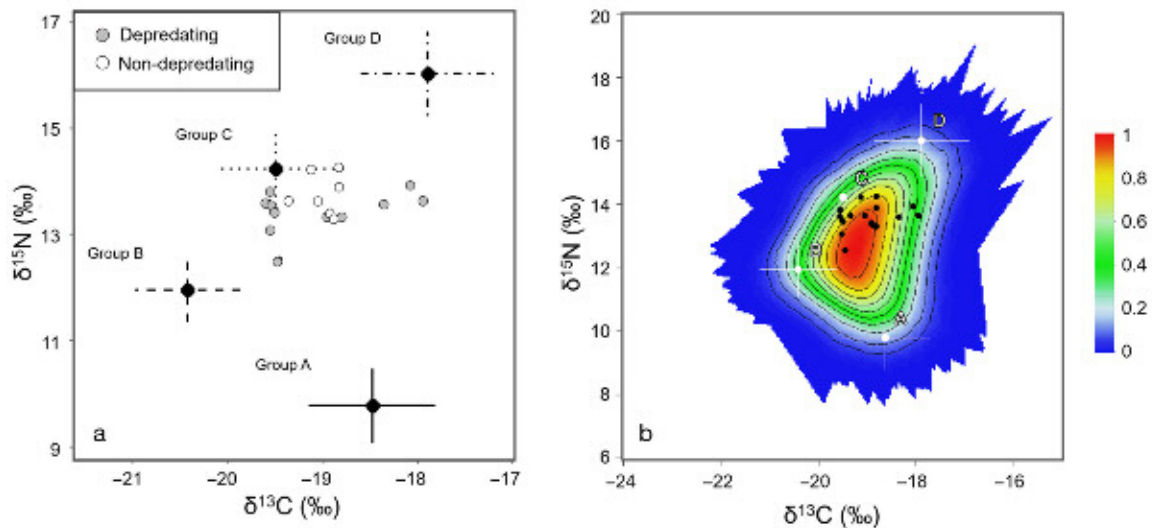 17
15
13
11
9
δ¹⁵N (‰)
Depredating
Non-depredating
Group D
Group C
Group B
Group A
a
–21
–20
–19
–18
–17
δ¹³C (‰)
20
18
16
14
12
10
8
6
δ¹⁵N (‰)
D
C
B
A
b
–24
–22
–20
–18
–16
δ¹³C (‰)
1
0.8
0.6
0.4
0.2
0